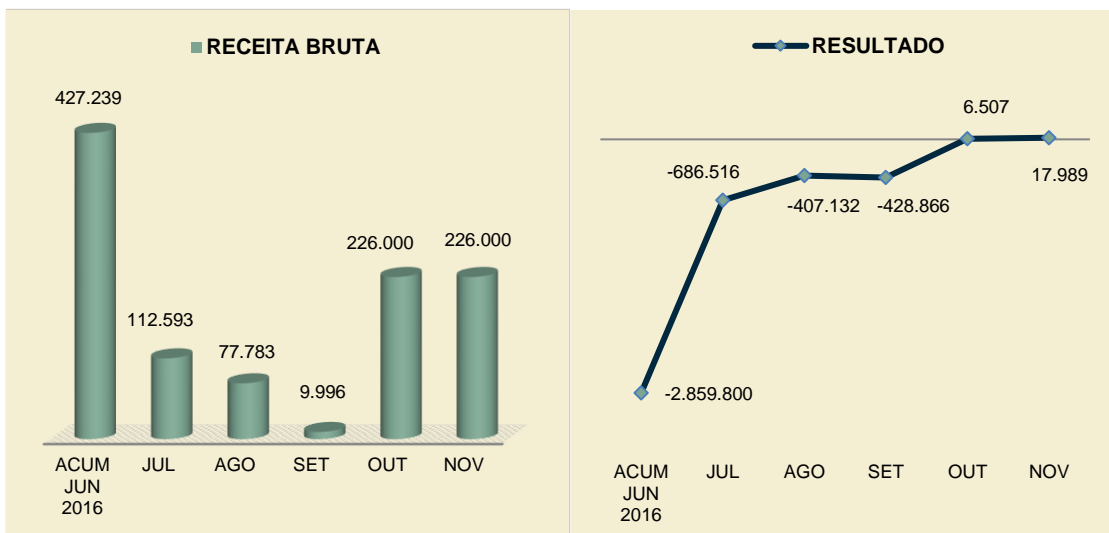 RECEITA BRUTA
427.239
112.593
77.783
9.996
226.000
226.000
ACUM
JUN
2016
JUL
AGO
SET
OUT
NOV
RESULTADO
6.507
-686.516
-407.132
-428.866
17.989
-2.859.800
ACUM
JUN
2016
JUL
AGO
SET
OUT
NOV